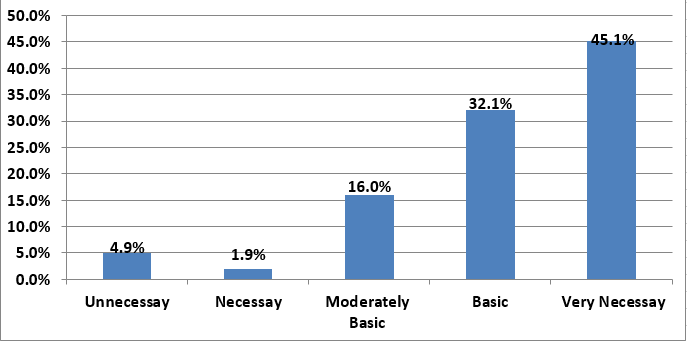 50.0%
45.0%
40.0%
35.0%
30.0%
25.0%
20.0%
15.0%
10.0%
5.0%
0.0%
4.9%
1.9%
16.0%
32.1%
45.1%
Unnecessay
Necessay
Moderately
Basic
Basic
Very Necessay